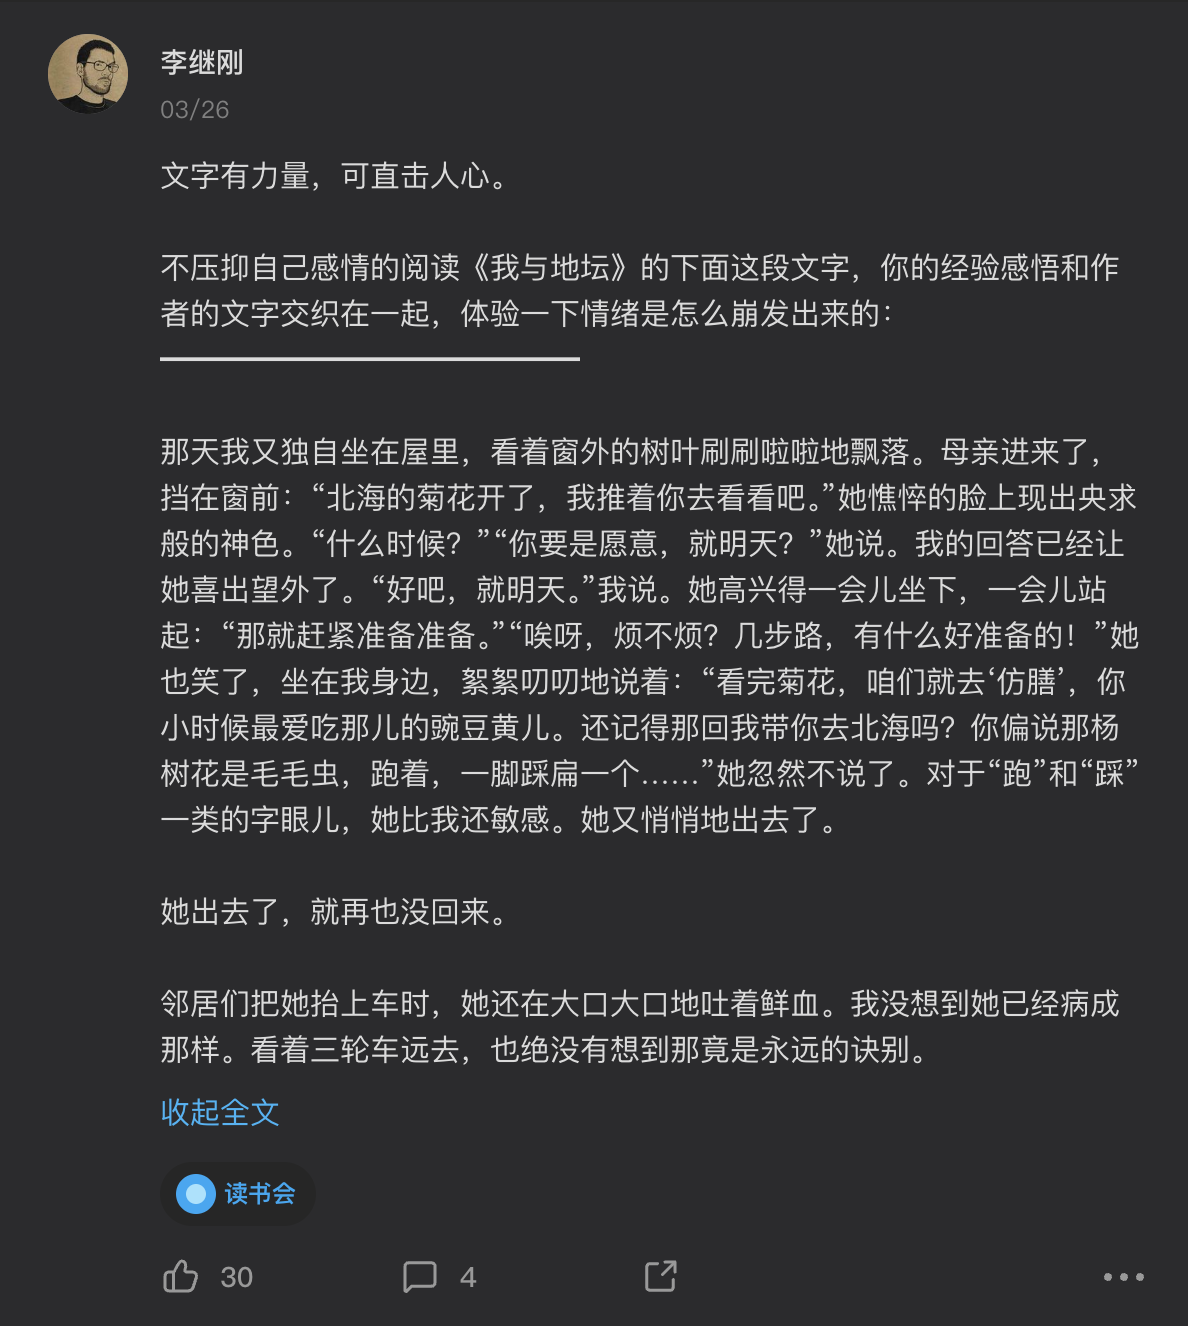 李继刚
03/26
文字有力量，可直击人心。
不压抑自己感情的阅读《我与地坛》的下面这段文字，你的经验感悟和作
者的文字交织在一起，体验一下情绪是怎么崩发出来的：
那天我又独自坐在屋里，看着窗外的树叶刷刷啦啦地飘落。母亲进来了，
挡在窗前：“北海的菊花开了，我推着你去看看吧。”她憔悴的脸上现出央求
般的神色。“什么时候？”“你要是愿意，就明天？”她说。我的回答已经让
她喜出望外了。“好吧，就明天。”我说。她高兴得一会儿坐下，一会儿站
起：“那就赶紧准备准备。”“唉呀，烦不烦？几步路，有什么好准备的！”她
也笑了，坐在我身边，絮絮叨叨地说着：“看完菊花，咱们就去‘仿膳’，你
小时候最爱吃那儿的豌豆黄儿。还记得那回我带你去北海吗？你偏说那杨
树花是毛毛虫，跑着，一脚踩扁一个……”她忽然不说了。对于“跑”和“踩”
一类的字眼儿，她比我还敏感。她又悄悄地出去了。
她出去了，就再也没回来。
邻居们把她抬上车时，她还在大口大口地吐着鲜血。我没想到她已经病成
那样。看着三轮车远去，也绝没有想到那竟是永远的诀别。
收起全文
读书会
30
4